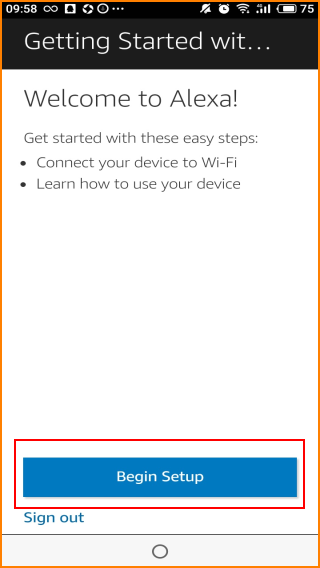 09:58 75
Getting Started wit...
Welcome to Alexa!
Get started with these easy steps:
• Connect your device to Wi-Fi
• Learn how to use your device
Begin Setup
Sign out